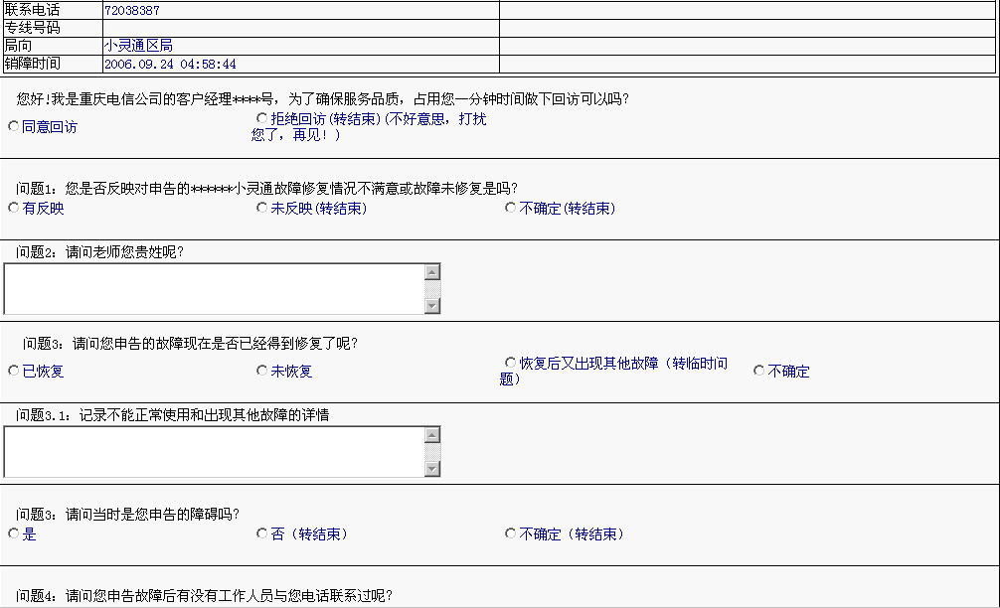 联系电话 72038387
专线号码
局向 小灵通区局
销障时间 2006.09.24 04:58:44
您好!我是重庆电信公司的客户经理****号，为了确保服务品质，占用您一分钟时间做下回访可以吗?
同意回访 拒绝回访(转结束)(不好意思，打扰
您了，再见!)
问题1: 您是否反映对申告的******小灵通故障修复情况不满意或故障未修复是吗?
有反映 未反映(转结束) 不确定(转结束)
问题2: 请问老师您贵姓呢?
问题3: 请问您申告的故障现在是否已经得到修复了呢?
已恢复 未恢复 恢复后又出现其他故障（转临时问 不确定
题）
问题3.1: 记录不能正常使用和出现其他故障的详情
问题3: 请问当时是您申告的障碍吗?
是 否（转结束） 不确定（转结束）
问题4: 请问您申告故障后有没有工作人员与您电话联系过呢?